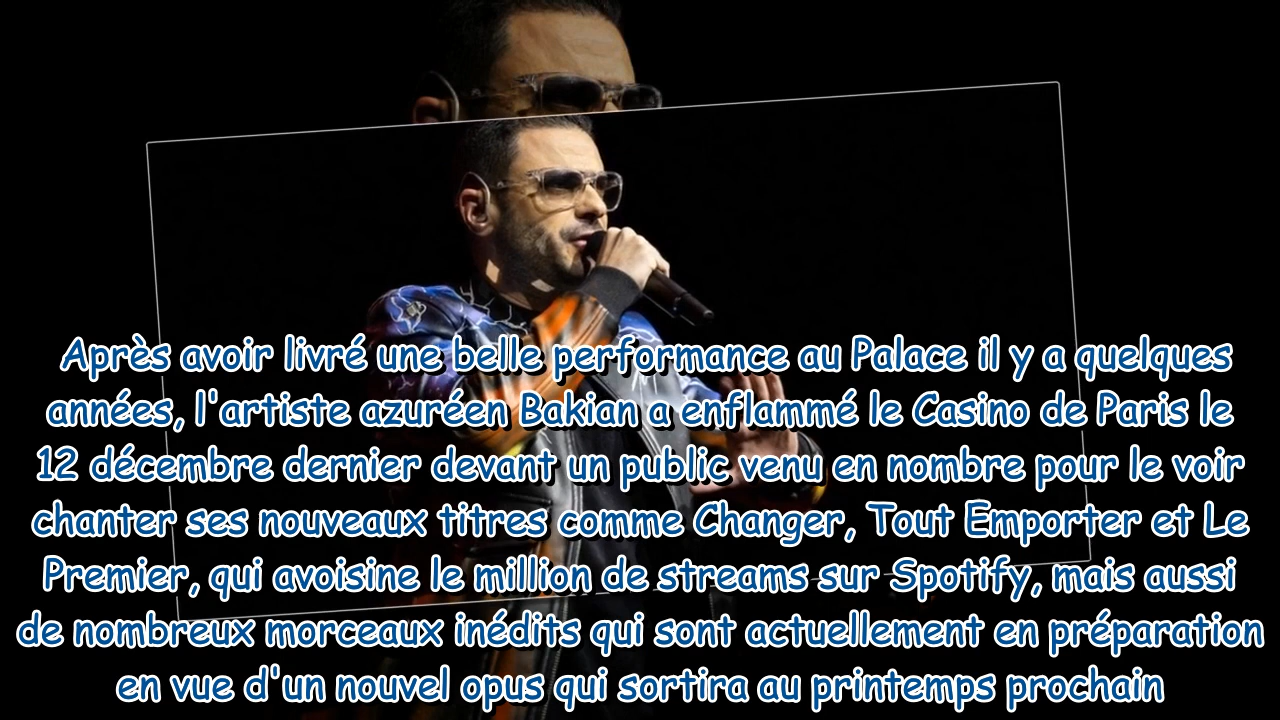 Après avoir livré une belle performance au Palace il y a quelques
années, l'artiste azuréen Bakian a enflammé le Casino de Paris le
12 décembre dernier devant un public venu en nombre pour le voir
chanter ses nouveaux titres comme Changer, Tout Emporter et Le
Premier, qui avoisine le million de streams sur Spotify, mais aussi
de nombreux morceaux inédits qui sont actuellement en préparation
en vue d'un nouvel opus qui sortira au printemps prochain